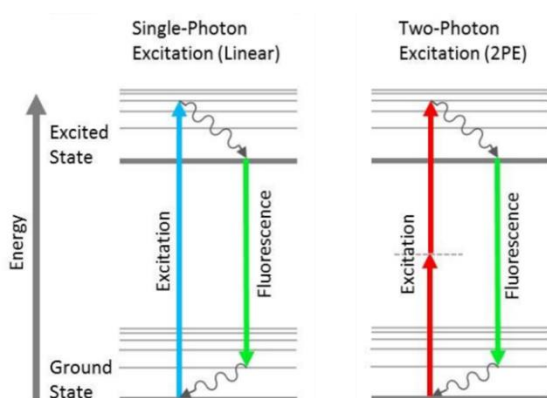 Single-Photon
Excitation (Linear)
Two-Photon
Excitation (2PE)
Energy
Excited
State
Ground
State
Excitation
Fluorescence
Excitation
Fluorescence